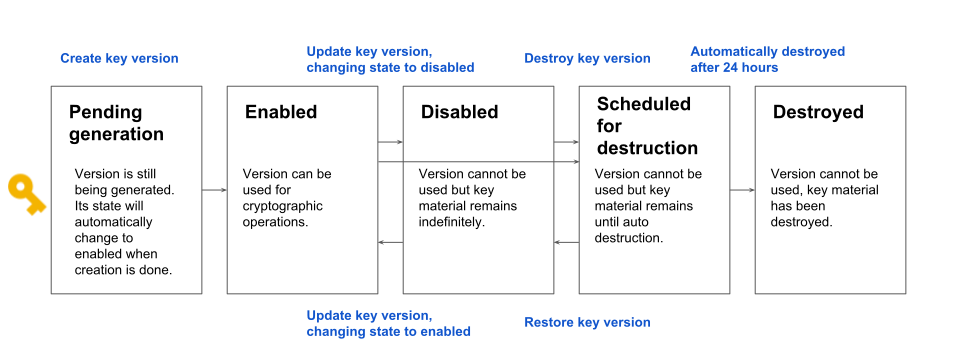 Create key version
Update key version,
changing state to disabled
Destroy key version
Automatically destroyed
after 24 hours
Pending
generation
Version is still
being generated.
Its state will
automatically
change to
enabled when
creation is done.
Enabled
Version can be
used for
cryptographic
operations.
Disabled
Version cannot be
used but key
material remains
indefinitely.
Scheduled
for
destruction
Version cannot be
used but key
material remains
until auto
destruction.
Destroyed
Version cannot be
used, key material
has been
destroyed.
Update key version,
changing state to enabled
Restore key version